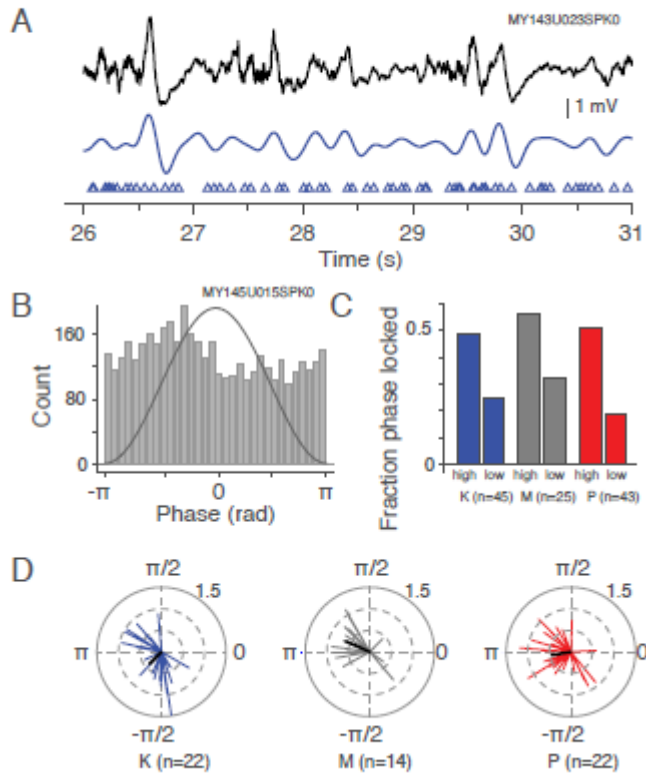 A
MY143U023SPK0
1 mV
26 27 28 29 30 31
Time (s)
B
MY145U015SPK0
160
80
0
Count
-π 0 π
Phase (rad)
C
0.5
0
Fraction phase locked
high low high low high low
K (n=45) M (n=25) P (n=43)
D
π/2 π/2 π/2
1.5 1.5 1.5
π 0 π 0 π 0
-π/2 -π/2 -π/2
K (n=22) M (n=14) P (n=22)